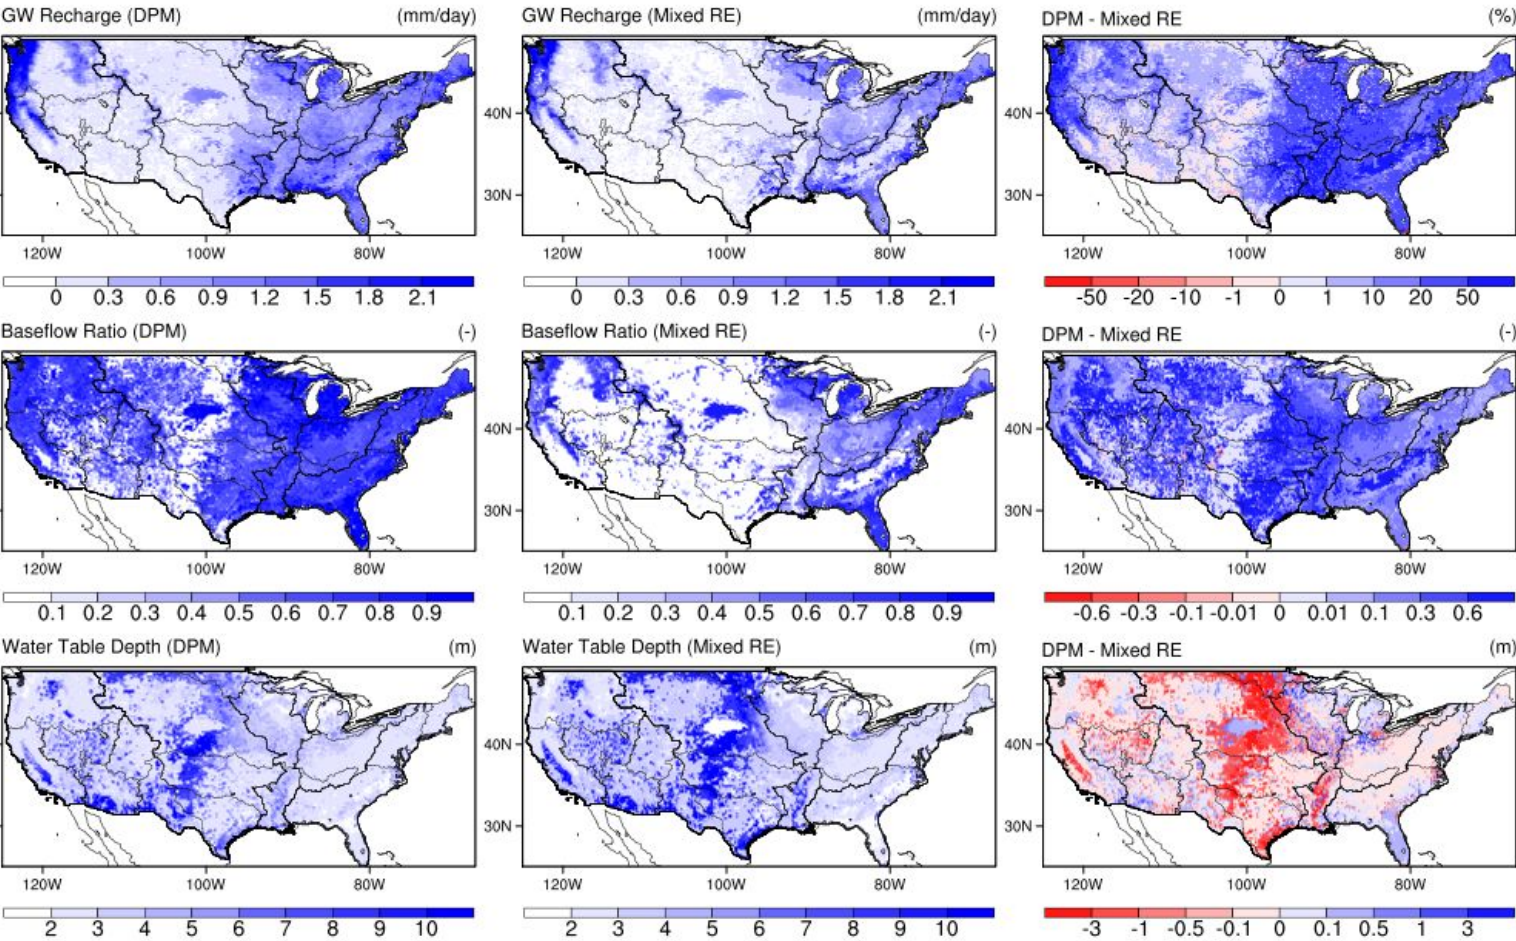 GW Recharge (DPM) (mm/day) GW Recharge (Mixed RE) (mm/day) DPM - Mixed RE (%)
40N 40N
30N 30N
120W 100W 80W 120W 100W 80W 120W 100W 80W
0 0.3 0.6 0.9 1.2 1.5 1.8 2.1 0 0.3 0.6 0.9 1.2 1.5 1.8 2.1 -50 -20 -10 -1 0 1 10 20 50
Baseflow Ratio (DPM) (-) Baseflow Ratio (Mixed RE) (-) DPM - Mixed RE (-)
40N 40N
30N 30N
120W 100W 80W 120W 100W 80W 120W 100W 80W
0.1 0.2 0.3 0.4 0.5 0.6 0.7 0.8 0.9 0.1 0.2 0.3 0.4 0.5 0.6 0.7 0.8 0.9 -0.6 -0.3 -0.1 -0.01 0 0.01 0.1 0.3 0.6
Water Table Depth (DPM) (m) Water Table Depth (Mixed RE) (m) DPM - Mixed RE (m)
40N 40N
30N 30N
120W 100W 80W 120W 100W 80W 120W 100W 80W
2 3 4 5 6 7 8 9 10 2 3 4 5 6 7 8 9 10 -3 -1 -0.5 -0.1 0 0.1 0.5 1 3